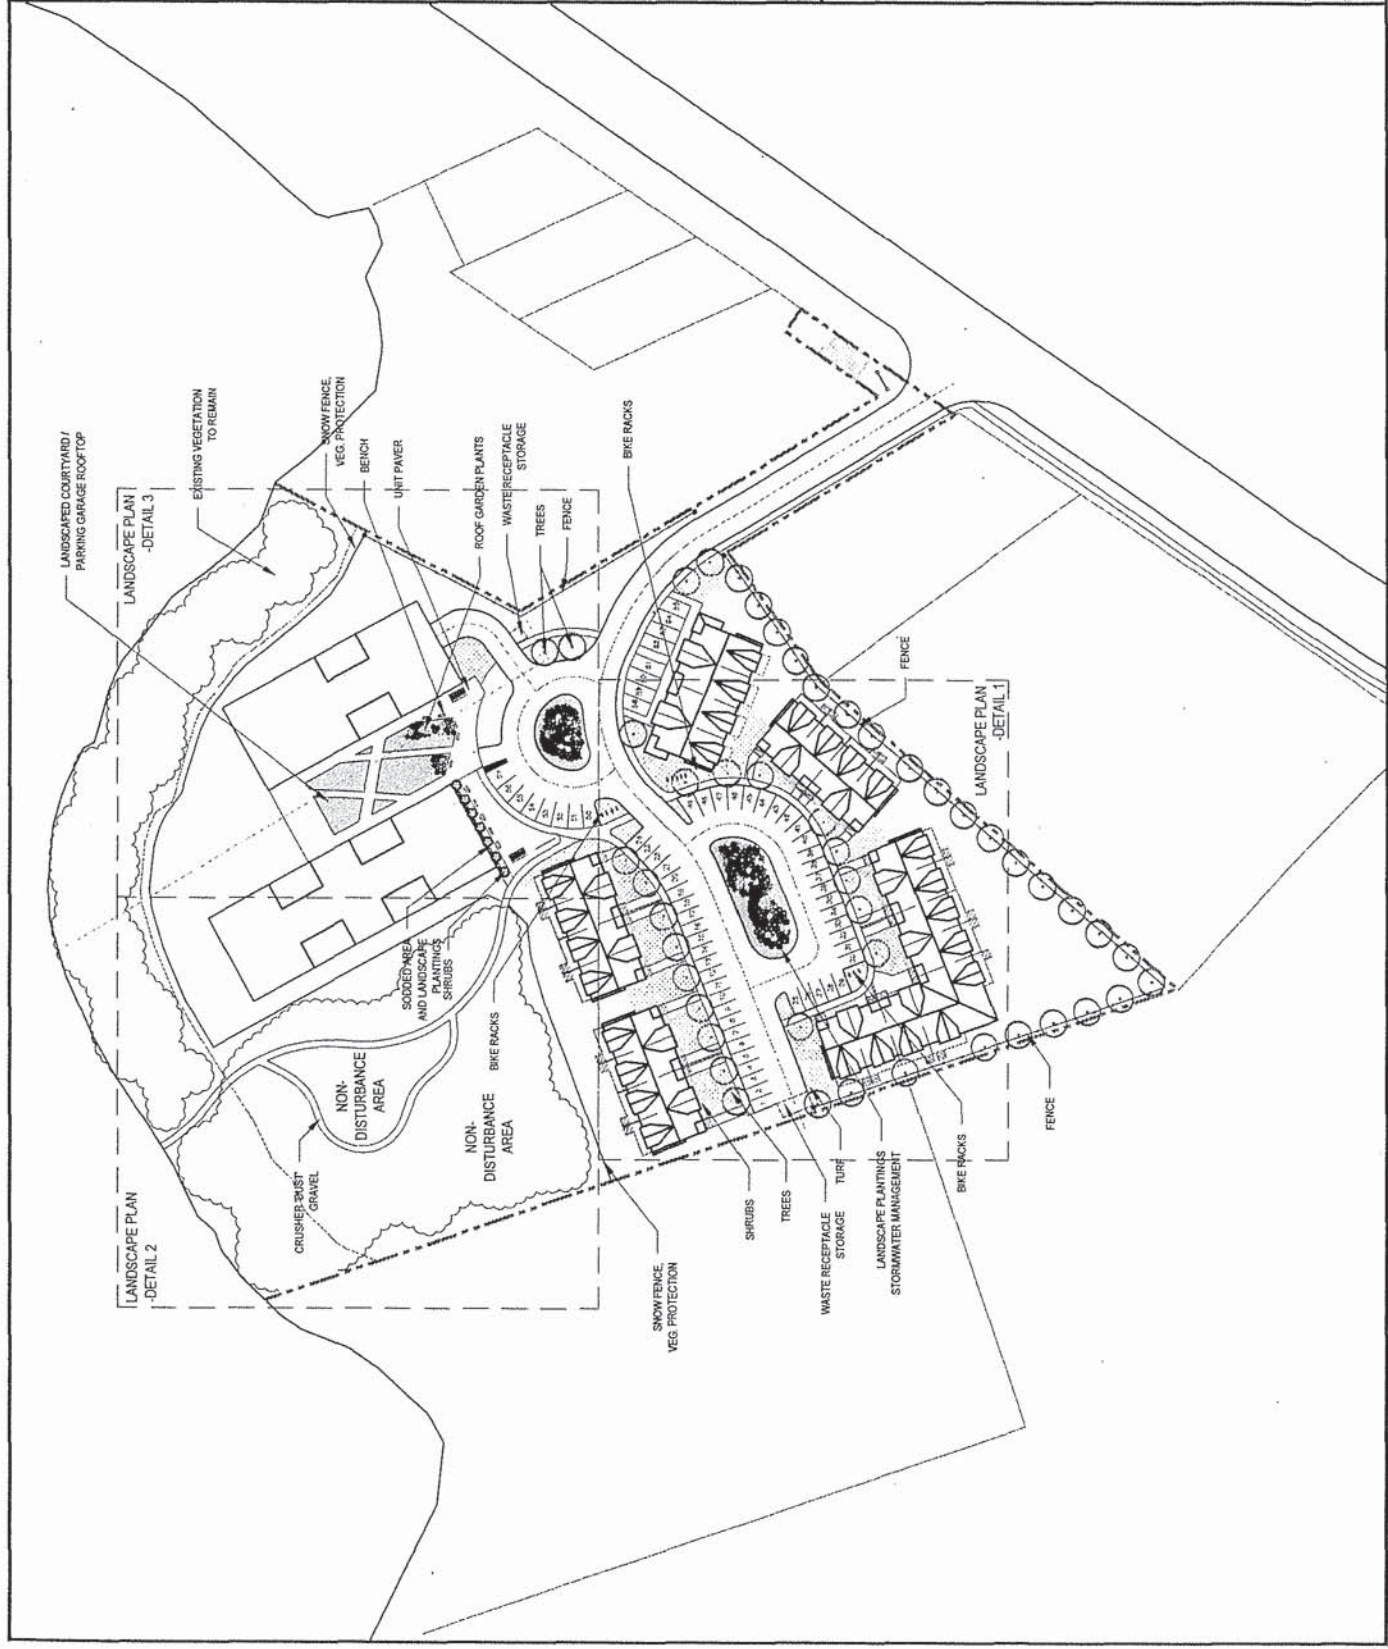 LANDSCAPED COURTYARD /
PARKING GARAGE ROOFTOP
EXISTING VEGETATION
TO REMAIN
SNOW FENCE,
VEG. PROTECTION
BENCH
UNIT PAVER
ROOF GARDEN PLANTS
WASTE RECEPTACLE
STORAGE
TREES
FENCE
BIKE RACKS
LANDSCAPE PLAN
-DETAIL 3
FENCE
LANDSCAPE PLAN
-DETAIL 1
SODDED AREA
AND LANDSCAPE
PLANTINGS
SHRUBS
BIKE RACKS
NON-
DISTURBANCE
AREA
NON-
DISTURBANCE
AREA
CRUSHER DUST
GRAVEL
LANDSCAPE PLAN
-DETAIL 2
SNOW FENCE,
VEG. PROTECTION
SHRUBS
TREES
WASTE RECEPTACLE
STORAGE
TURF
LANDSCAPE PLANTINGS
STORMWATER MANAGEMENT
BIKE RACKS
FENCE